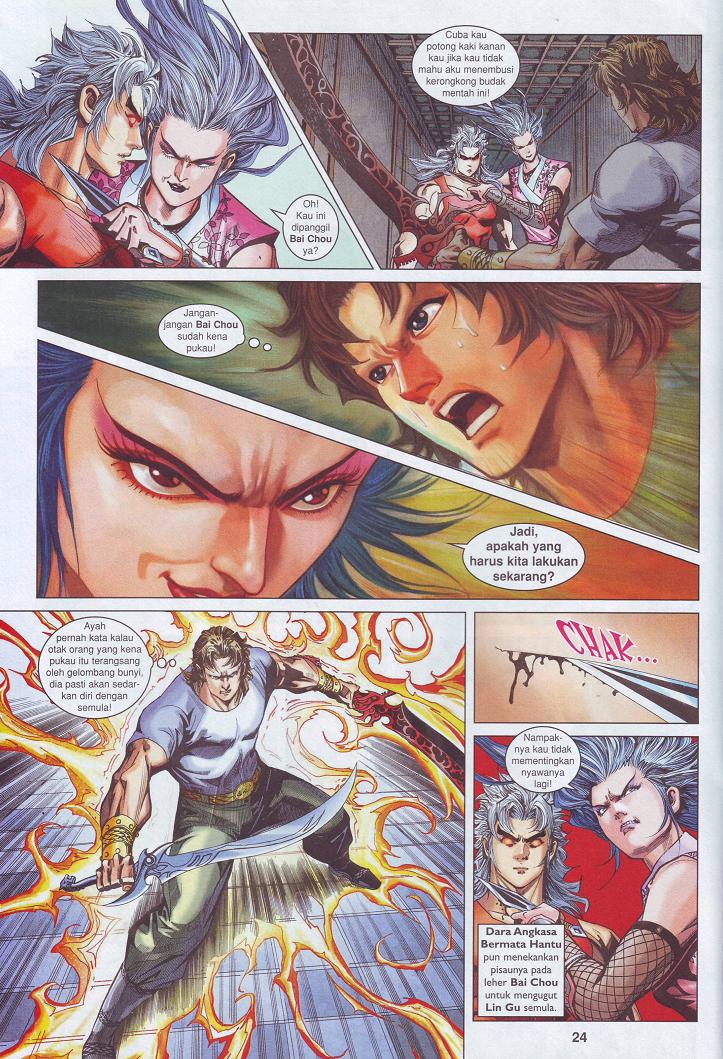 Oh!
Kau ini
dipanggil
Bai Chou
ya?
Cuba kau
potong kaki kanan
kau jika kau tidak
mahu aku menembusi
kerongkong budak
mentah ini!
Jangan-
jangan Bai Chou
sudah kena
pukau!
Jadi,
apakah yang
harus kita lakukan
sekarang?
Ayah
pernah kata kalau
otak orang yang kena
pukau itu terangsang
oleh gelombang bunyi,
dia pasti akan sedar-
kan diri dengan
semula!
CHAK...
Nampak-
nya kau tidak
mementingkan
nyawanya
lagi!
Dara Angkasa
Bermata Hantu
pun menekankan
pisaunya pada
leher Bai Chou
untuk mengugut
Lin Gu semula.
24